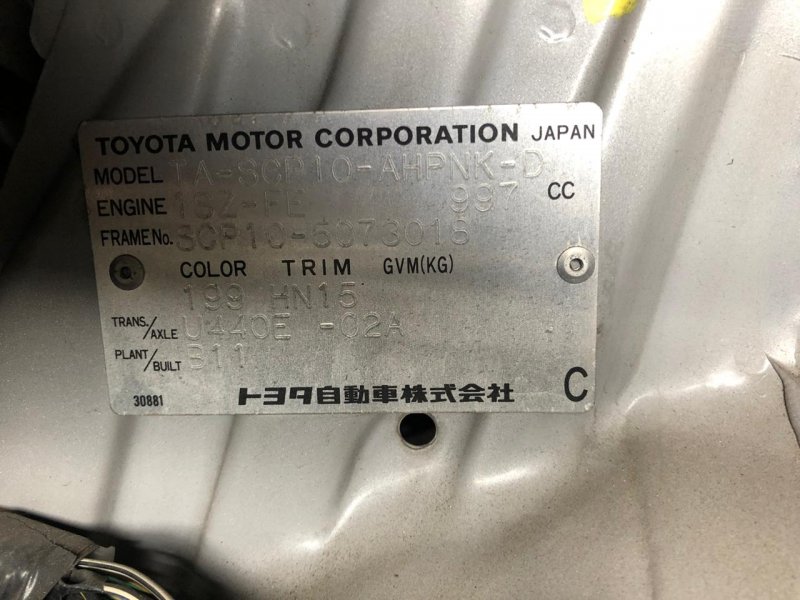 TOYOTA MOTOR CORPORATION JAPAN
MODEL TA-SCP10-AHPNK-D
ENGINE 1SZ-FE 997 CC
FRAME No. SCP10-5073018
COLOR TRIM GVM(KG)
199 HN15
TRANS./AXLE U440E -02A
PLANT/BUILT B11
30881 トヨタ自動車株式会社 C